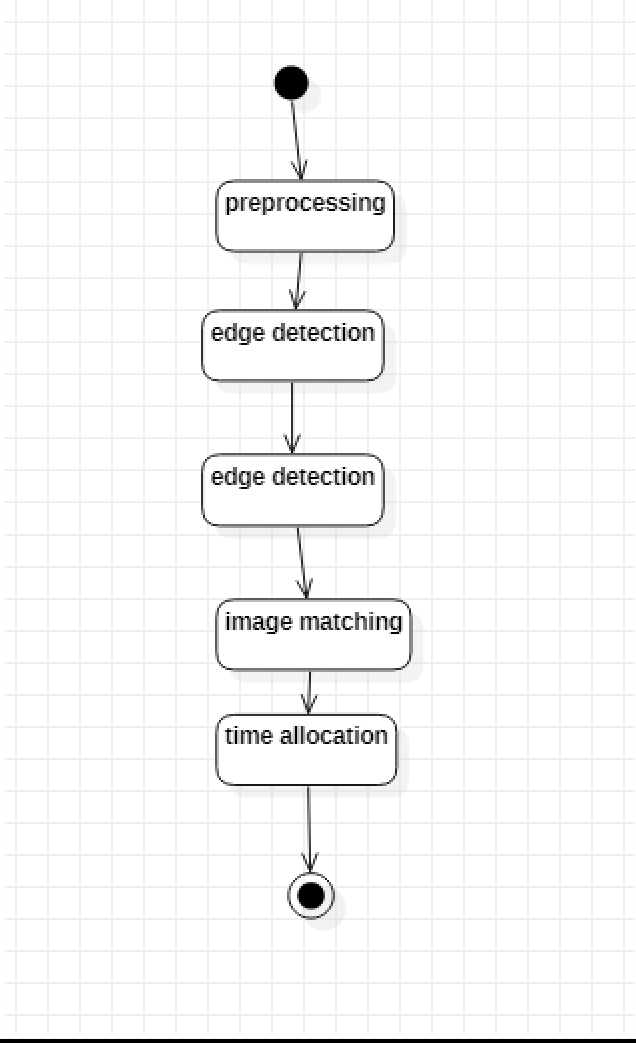 preprocessing
edge detection
edge detection
image matching
time allocation